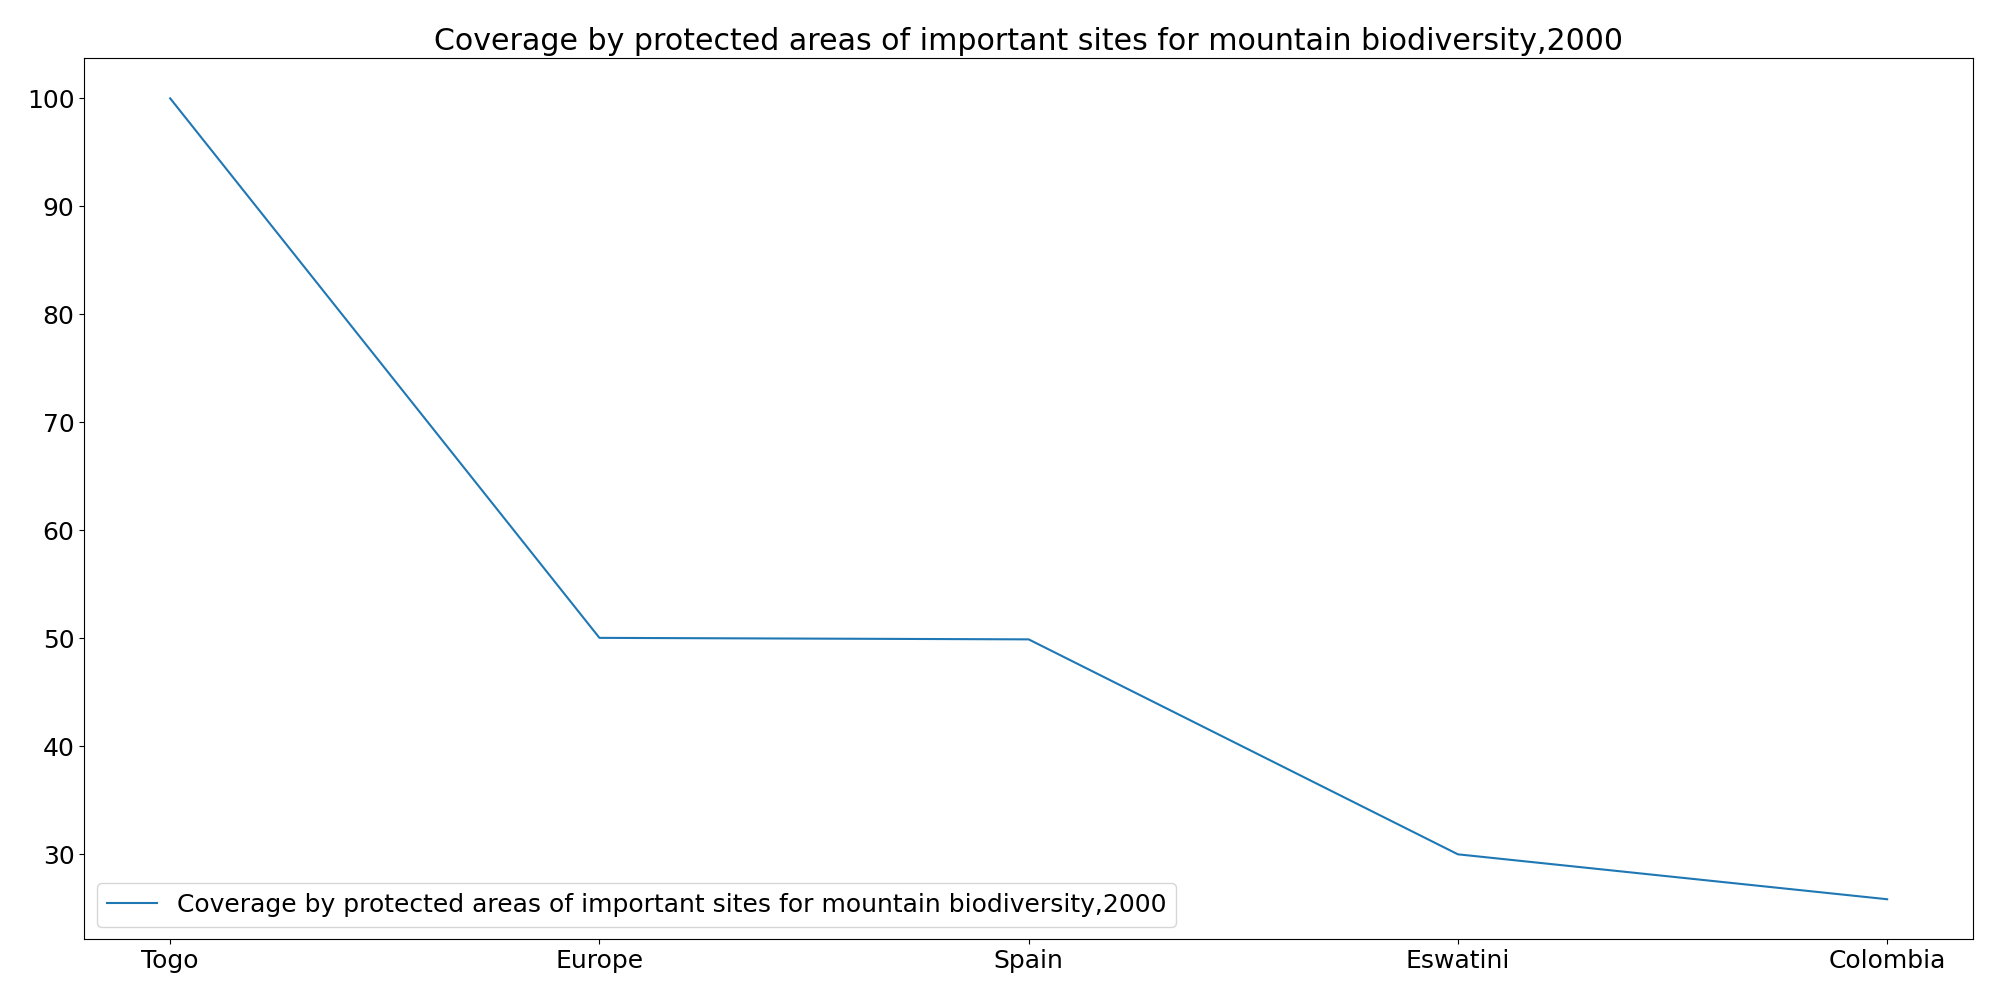 Coverage by protected areas of important sites for mountain biodiversity,2000
100
90
80
70
60
50
40
30
Coverage by protected areas of important sites for mountain biodiversity,2000
Togo Europe Spain Eswatini Colombia